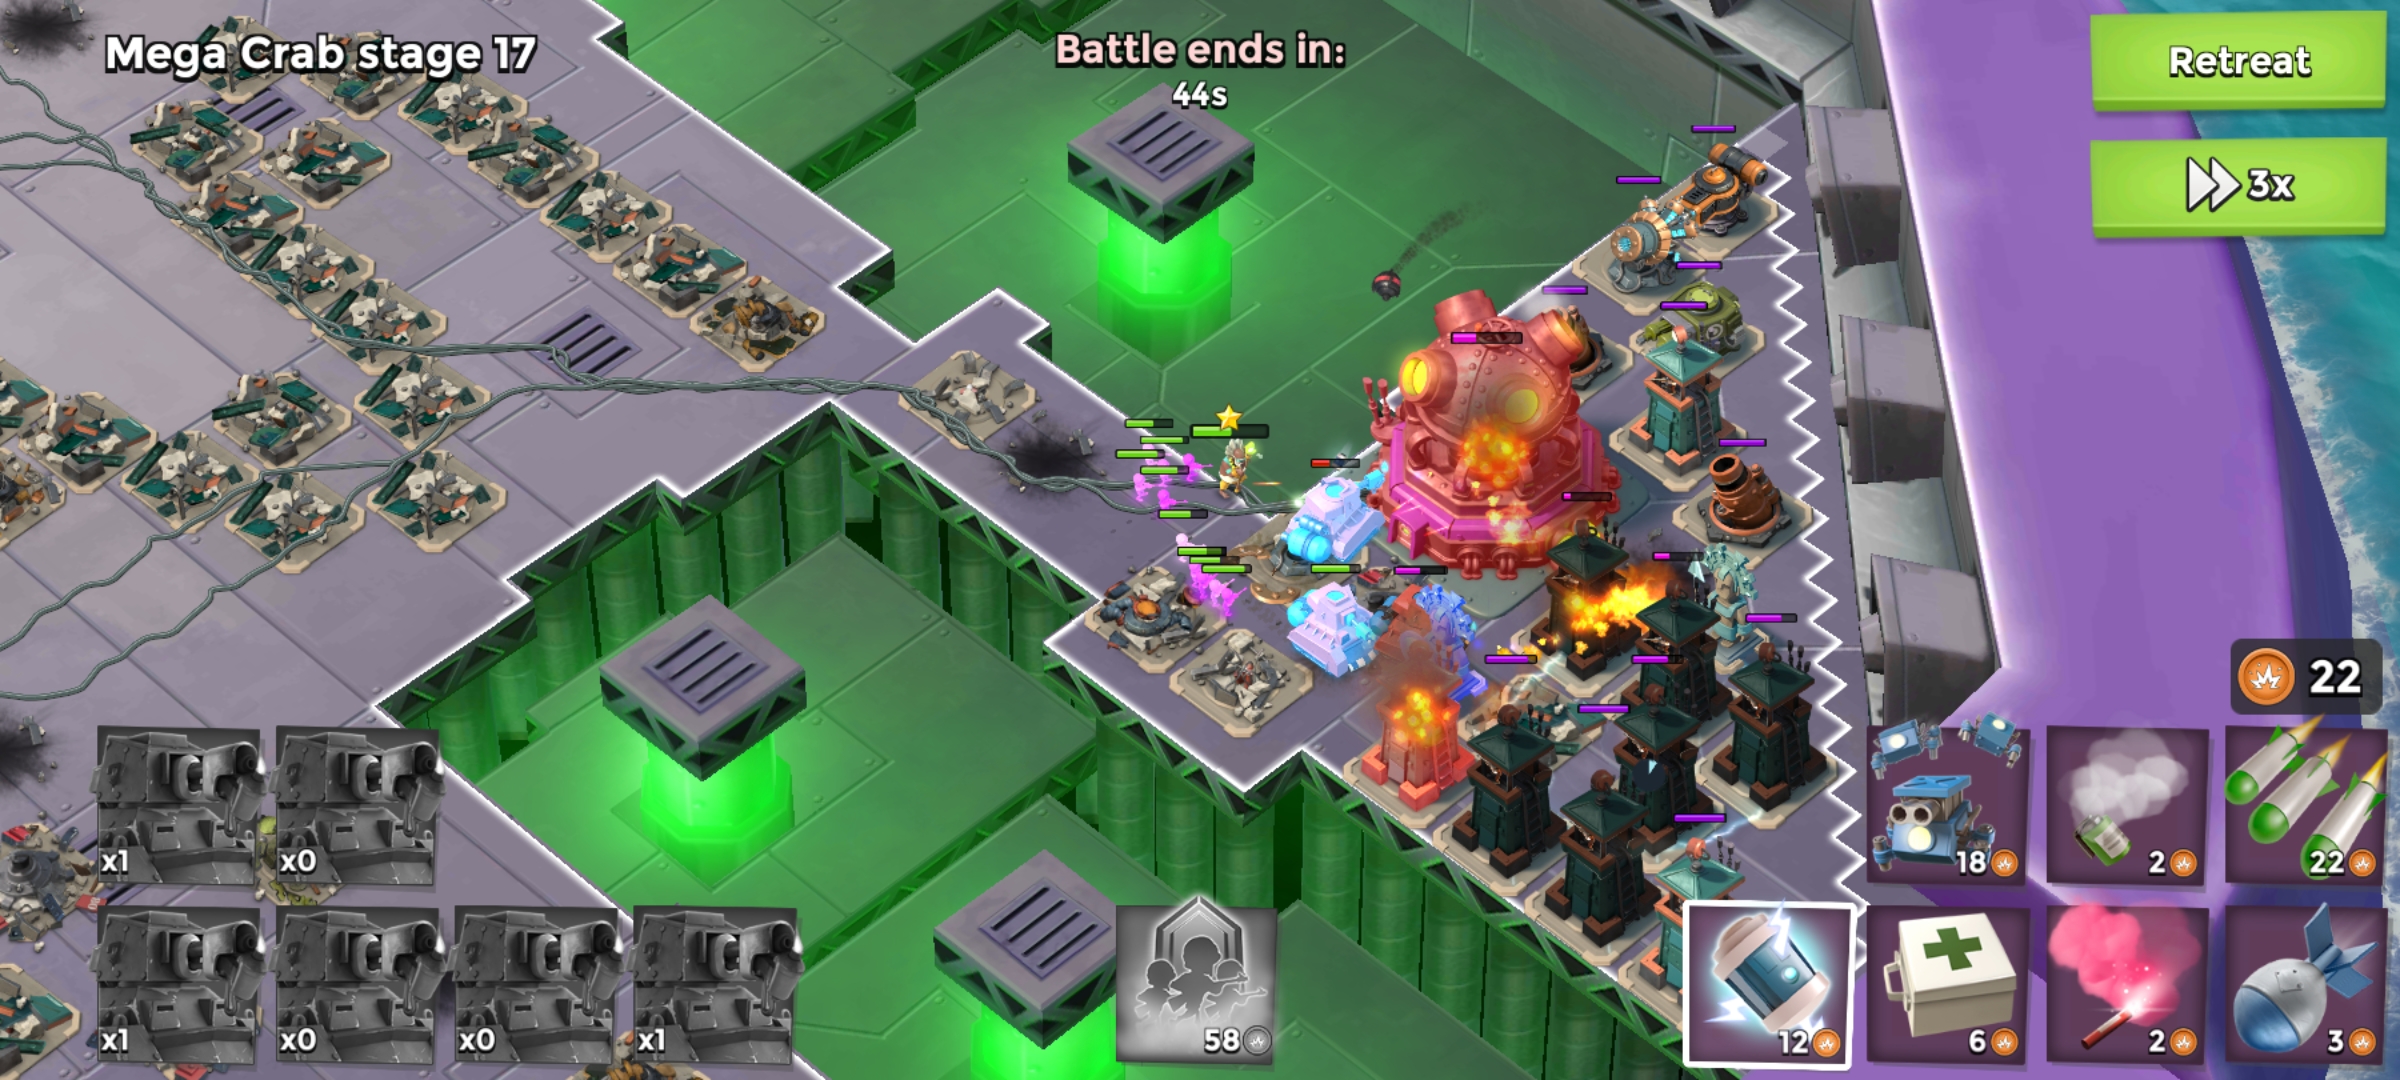 Mega Crab stage 17
Battle ends in:
44s
Retreat
3x
22
18
2
22
x1
x0
x1
x0
x0
x1
58
12
6
2
3